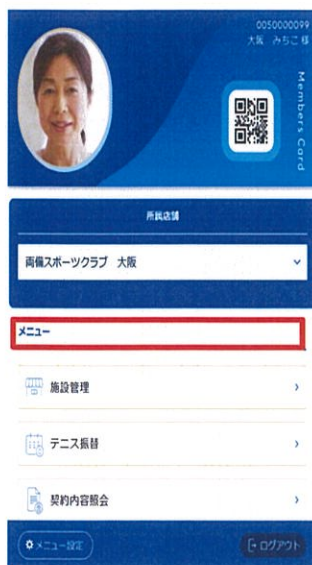 0050000099
大阪 みちこ 様
Members Card
所属店舗
両備スポーツクラブ 大阪
メニュー
施設管理
テニス振替
契約内容照会
メニュー設定
ログアウト